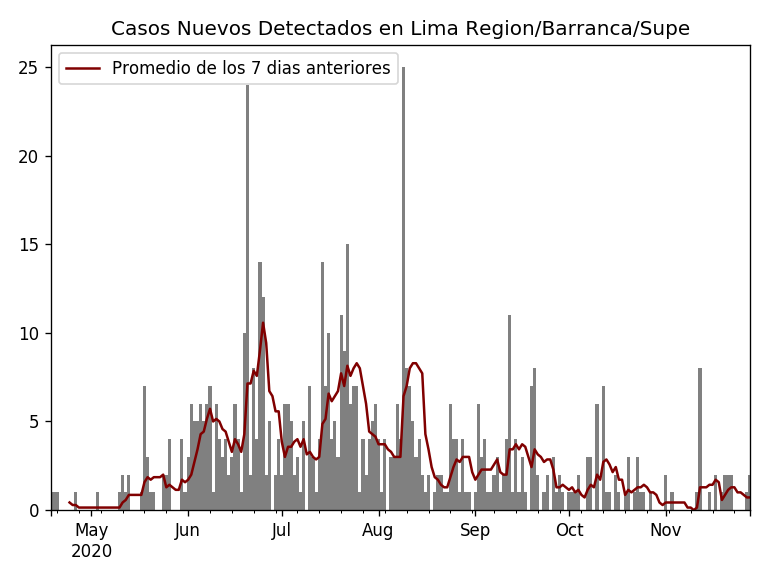 Casos Nuevos Detectados en Lima Region/Barranca/Supe
Promedio de los 7 dias anteriores
25
20
15
10
5
0
May Jun Jul Aug Sep Oct Nov
2020